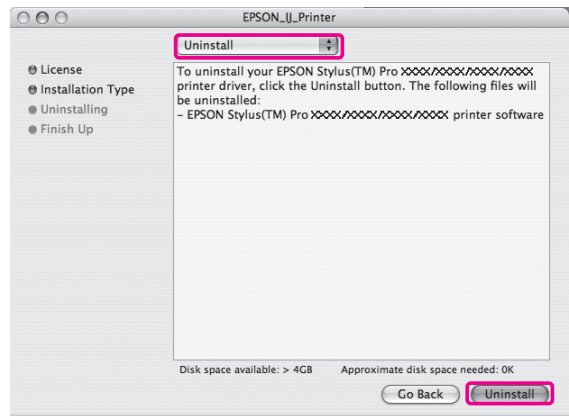 EPSON_IJ_Printer
Uninstall
License
Installation Type
Uninstalling
Finish Up
To uninstall your EPSON Stylus(TM) Pro XXXX/XXXX/XXXX/XXXX
printer driver, click the Uninstall button. The following files will
be uninstalled:
– EPSON Stylus(TM) Pro XXXX/XXXX/XXXX/XXXX printer software
Disk space available: > 4GB Approximate disk space needed: 0K
Go Back Uninstall